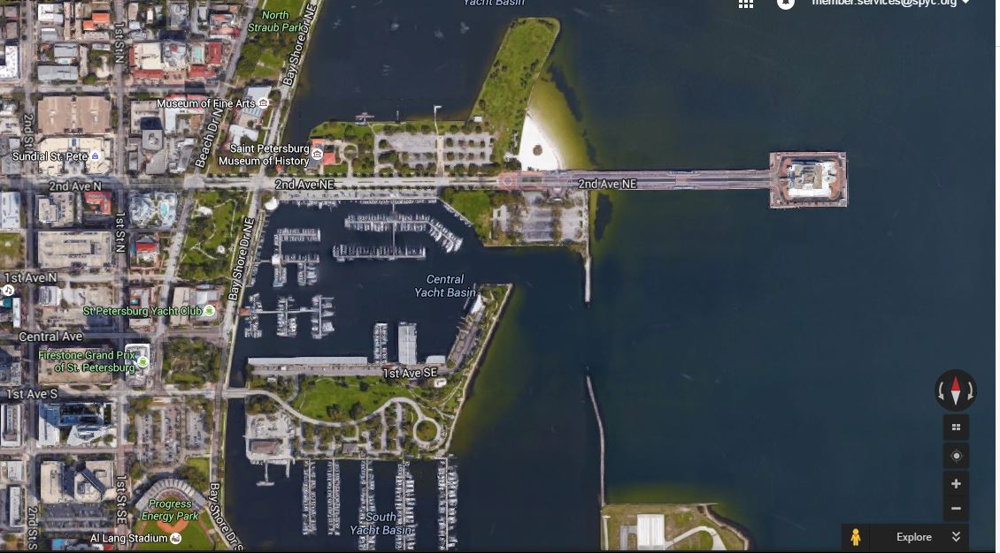 Yacht Basin
member.services@spyc.org
North
Straub Park
Bay Shore Dr NE
1st St N
Museum of Fine Arts
2nd St
Beach Dr N
Saint Petersburg
Museum of History
Sundial St. Pete
2nd Ave N
2nd Ave NE
2nd Ave NE
1st St N
Bay Shore Dr NE
1st Ave N
Central
Yacht Basin
St Petersburg Yacht Club
Central Ave
Firestone Grand Prix
of St. Petersburg
1st Ave SE
1st Ave S
1st St SE
Progress
Energy Park
Bay Shore Dr S
2nd St S
South
Yacht Basin
Al Lang Stadium
Explore